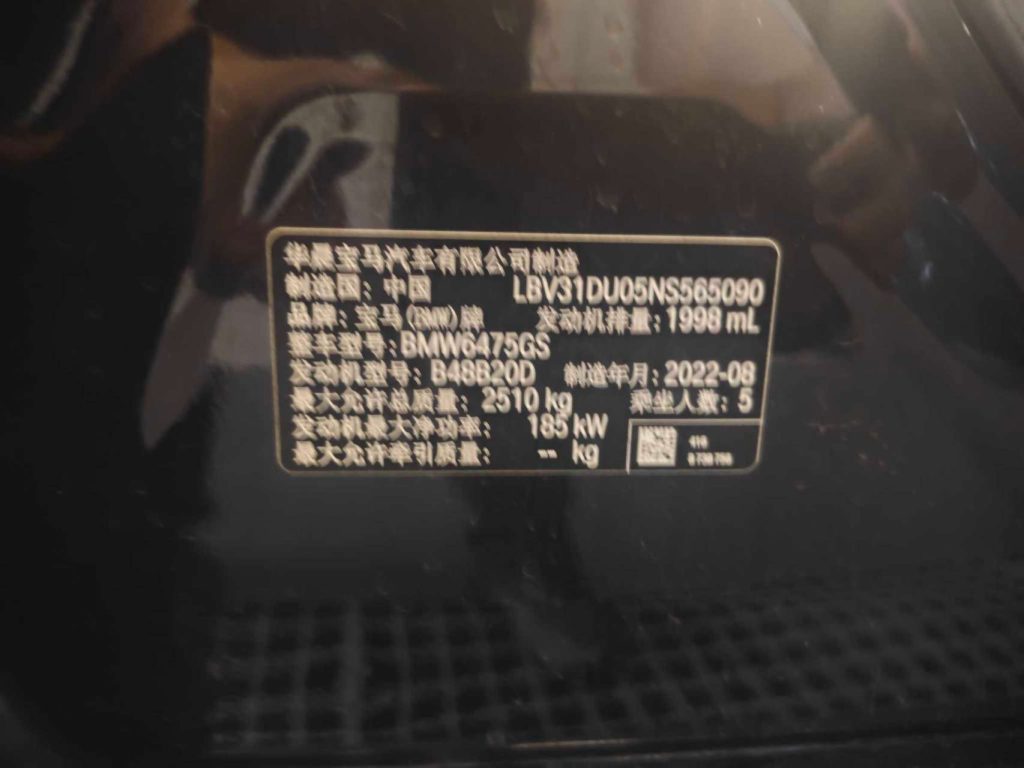 华晨宝马汽车有限公司制造
制造国: 中国 LBV31DU05NS565090
品牌: 宝马(BMW)牌 发动机排量: 1998 mL
整车型号: BMW6475GS
发动机型号: B48B20D 制造年月: 2022-08
最大允许总质量: 2510 kg 乘坐人数: 5
发动机最大净功率: 185 kW
最大允许牵引质量: -- kg